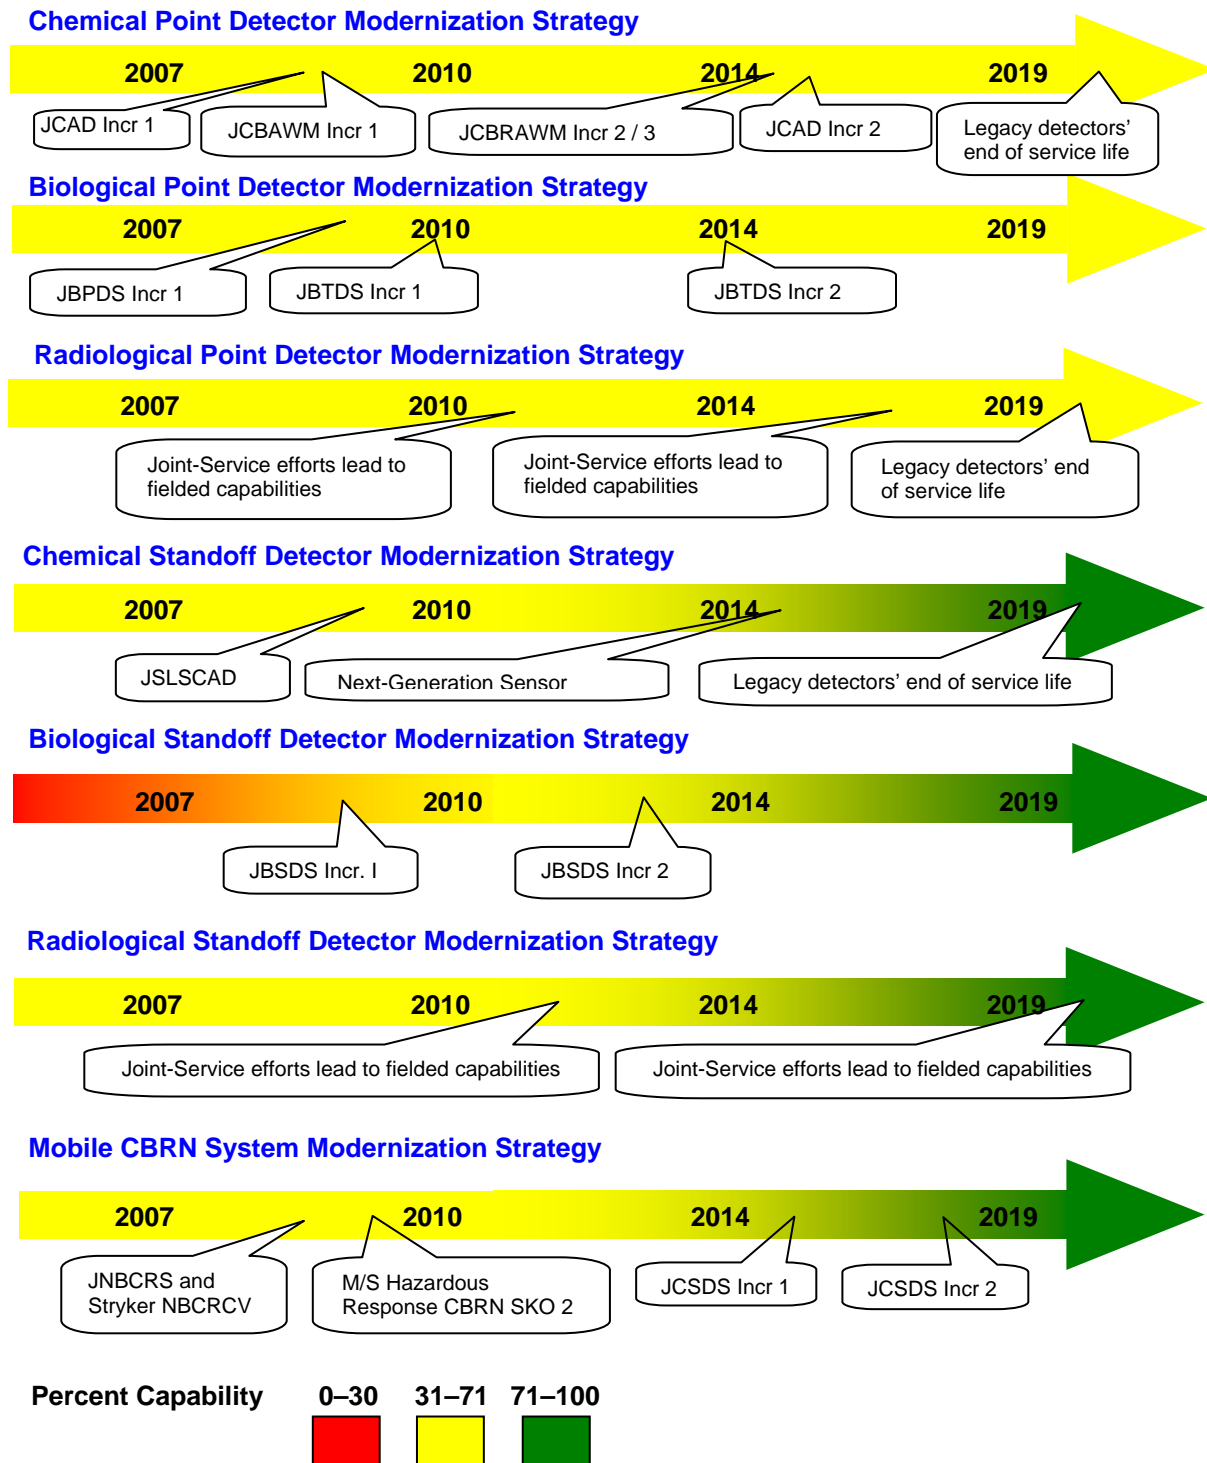 Chemical Point Detector Modernization Strategy
2007 2010 2014 2019
JCAD Incr 1
JCBAWM Incr 1
JCBRAWM Incr 2 / 3
JCAD Incr 2
Legacy detectors’
end of service life
Biological Point Detector Modernization Strategy
2007 2010 2014 2019
JBPDS Incr 1
JBTDS Incr 1
JBTDS Incr 2
Radiological Point Detector Modernization Strategy
2007 2010 2014 2019
Joint-Service efforts lead to
fielded capabilities
Joint-Service efforts lead to
fielded capabilities
Legacy detectors’ end
of service life
Chemical Standoff Detector Modernization Strategy
2007 2010 2014 2019
JSLSCAD
Next-Generation Sensor
Legacy detectors’ end of service life
Biological Standoff Detector Modernization Strategy
2007 2010 2014 2019
JBSDS Incr. I
JBSDS Incr 2
Radiological Standoff Detector Modernization Strategy
2007 2010 2014 2019
Joint-Service efforts lead to fielded capabilities
Joint-Service efforts lead to fielded capabilities
Mobile CBRN System Modernization Strategy
2007 2010 2014 2019
JNBCRS and
Stryker NBCRCV
M/S Hazardous
Response CBRN SKO 2
JCSDS Incr 1
JCSDS Incr 2
Percent Capability 0–30 31–71 71–100